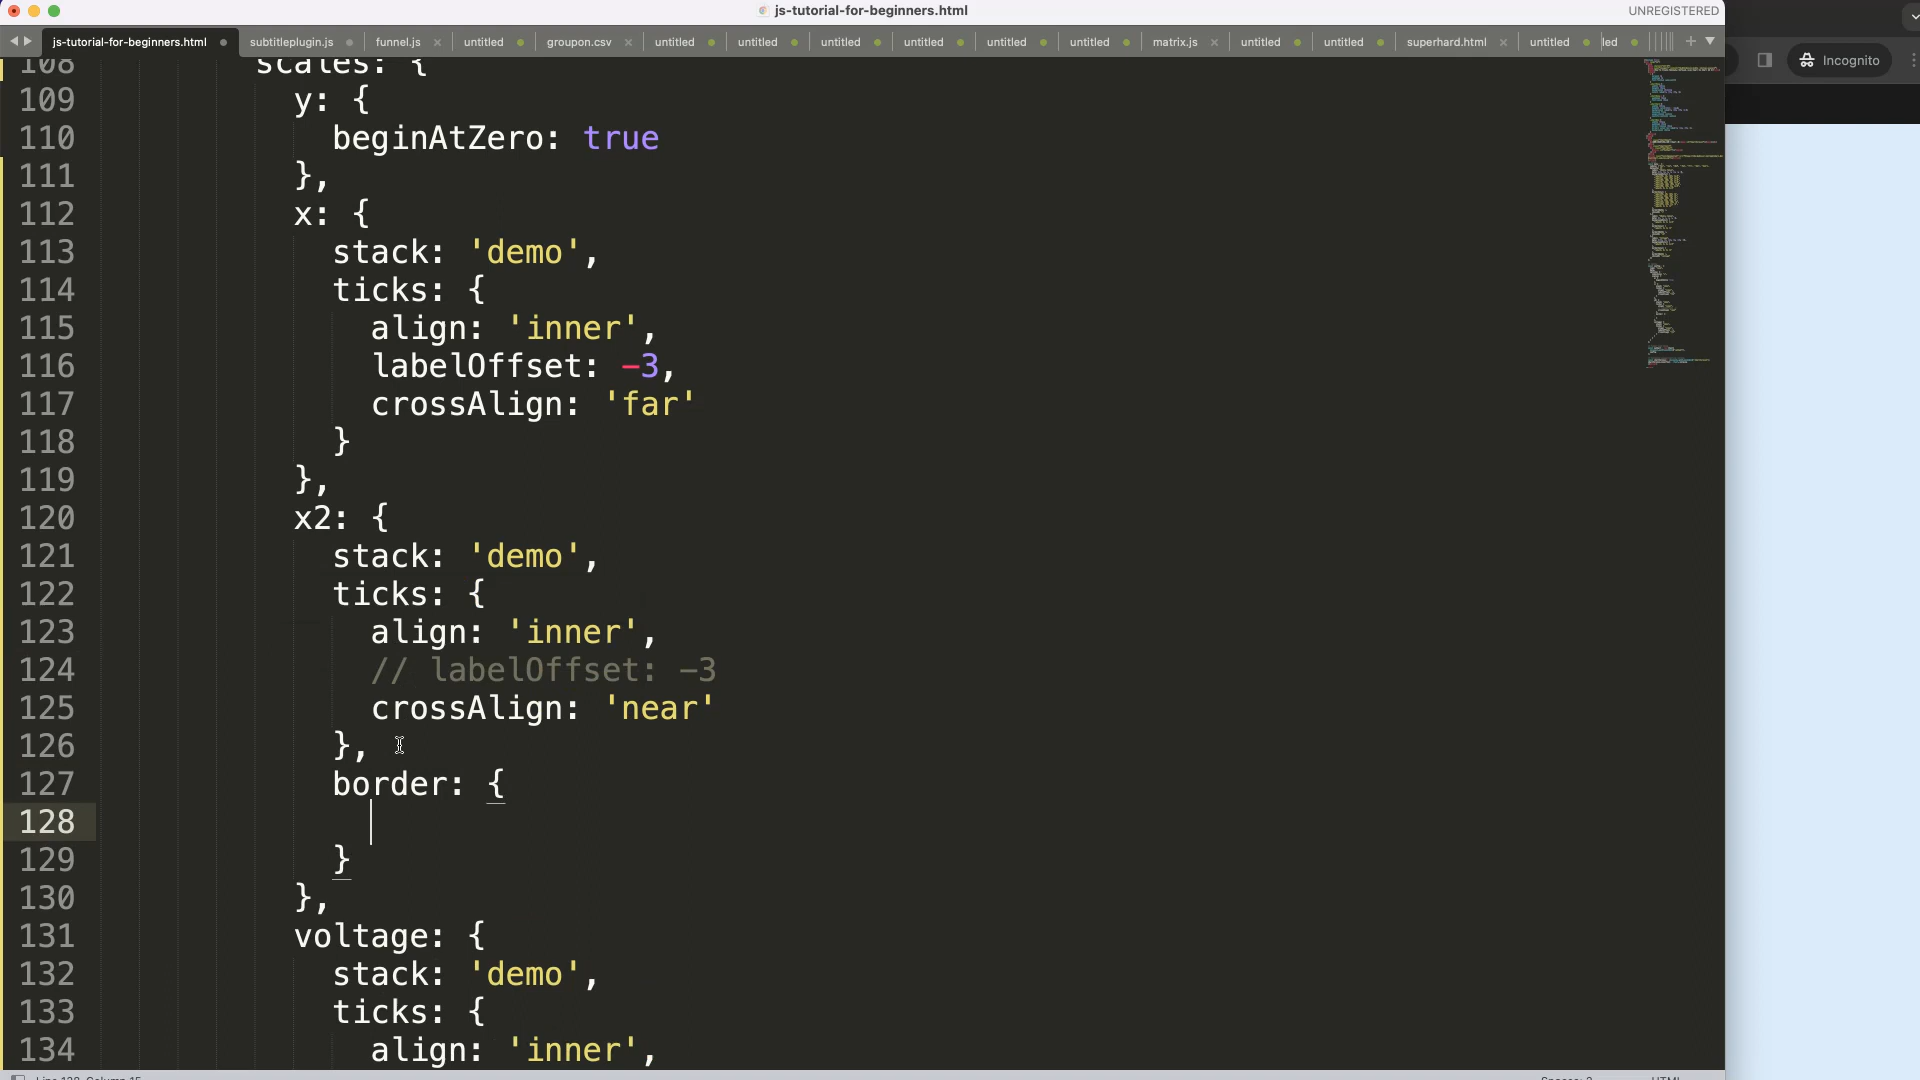 js-tutorial-for-beginners.html
UNREGISTERED
js-tutorial-for-beginners.html subtitleplugin.js funnel.js untitled groupon.csv untitled untitled untitled untitled untitled untitled matrix.js untitled untitled superhard.html untitled led
Incognito
108 scales: {
109 y: {
110 beginAtZero: true
111 },
112 x: {
113 stack: 'demo',
114 ticks: {
115 align: 'inner',
116 labelOffset: -3,
117 crossAlign: 'far'
118 }
119 },
120 x2: {
121 stack: 'demo',
122 ticks: {
123 align: 'inner',
124 // labelOffset: -3
125 crossAlign: 'near'
126 },
127 border: {
128
129 }
130 },
131 voltage: {
132 stack: 'demo',
133 ticks: {
134 align: 'inner',